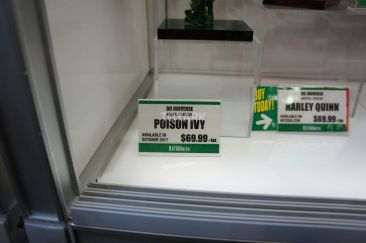 DC UNIVERSE
POISON IVY
AVAILABLE IN
OCTOBER 2017
$69.99
BUY
TODAY!
DC UNIVERSE
HARLEY QUINN
$69.99